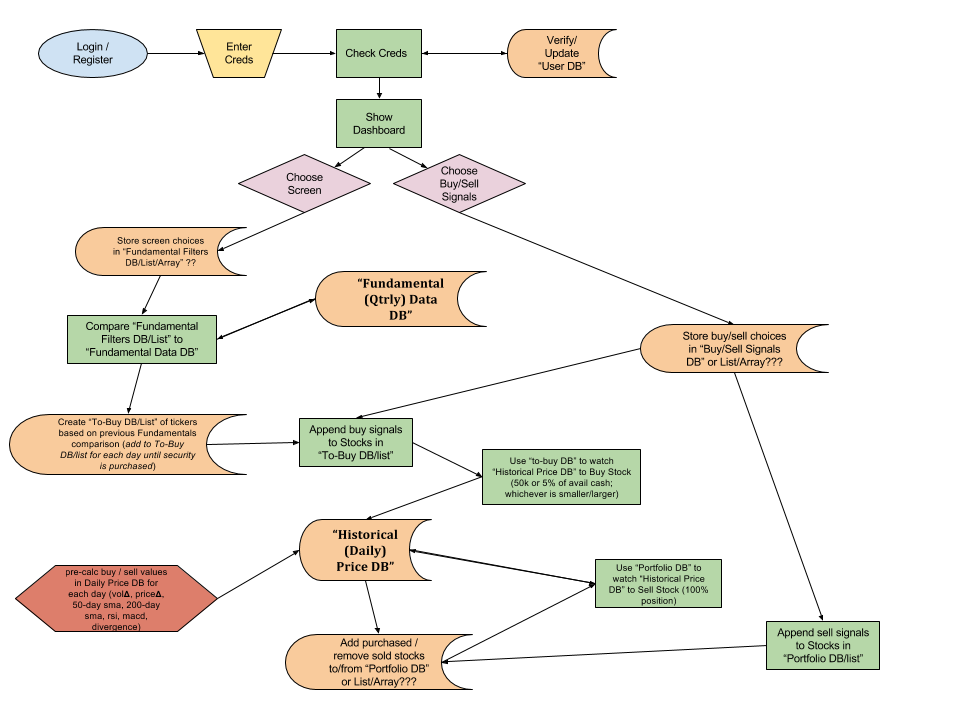 Login /
Register
Enter
Creds
Check Creds
Verify/
Update
“User DB”
Show
Dashboard
Choose
Screen
Choose
Buy/Sell
Signals
Store screen choices
in “Fundamental Filters
DB/List/Array” ??
“Fundamental
(Qtrly) Data
DB”
Compare “Fundamental
Filters DB/List” to
“Fundamental Data DB”
Store buy/sell choices
in “Buy/Sell Signals
DB” or List/Array???
Create “To-Buy DB/List” of tickers
based on previous Fundamentals
comparison (add to To-Buy
DB/list for each day until security
is purchased)
Append buy signals
to Stocks in
“To-Buy DB/list”
Use “to-buy DB” to watch
“Historical Price DB” to Buy Stock
(50k or 5% of avail cash;
whichever is smaller/larger)
“Historical
(Daily)
Price DB”
pre-calc buy / sell values
in Daily Price DB for
each day (volΔ, priceΔ,
50-day sma, 200-day
sma, rsi, macd,
divergence)
Use “Portfolio DB” to
watch “Historical Price
DB” to Sell Stock (100%
position)
Add purchased /
remove sold stocks
to/from “Portfolio DB”
or List/Array???
Append sell signals
to Stocks in
“Portfolio DB/list”